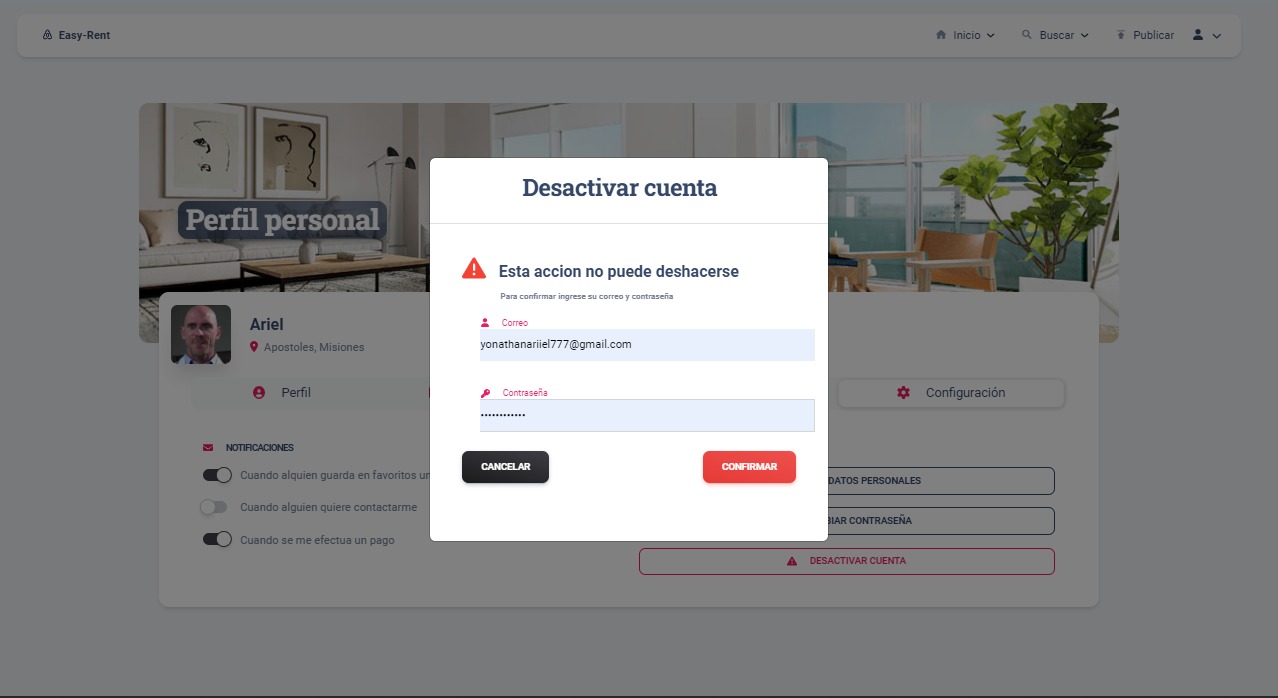 Easy-Rent
Inicio
Buscar
Publicar
Desactivar cuenta
Perfil personal
Esta accion no puede deshacerse
Para confirmar ingrese su correo y contraseña
Correo
yonathanariiel777@gmail.com
Contraseña
••••••••••••
CANCELAR
CONFIRMAR
Ariel
Apostoles, Misiones
Perfil
Configuración
NOTIFICACIONES
Cuando alquien guarda en favoritos un
Cuando alguien quiere contactarme
Cuando se me efectua un pago
DATOS PERSONALES
CONTRASEÑA
DESACTIVAR CUENTA